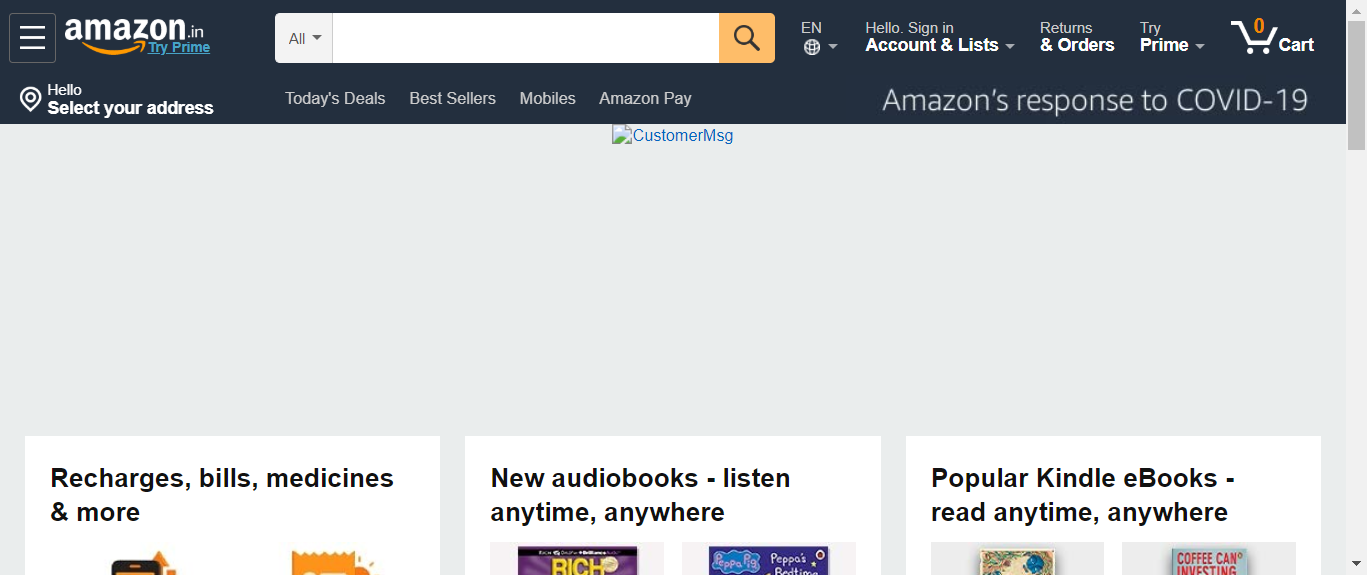 amazon.in
Try Prime
All
EN
Hello. Sign in
Account & Lists
Returns
& Orders
Try
Prime
0
Cart
Hello
Select your address
Today's Deals
Best Sellers
Mobiles
Amazon Pay
Amazon's response to COVID-19
CustomerMsg
Recharges, bills, medicines
& more
New audiobooks - listen
anytime, anywhere
Popular Kindle eBooks -
read anytime, anywhere
RICH
Peppa Pig
Peppa's
Bedtime
COFFEE CAN
INVESTING